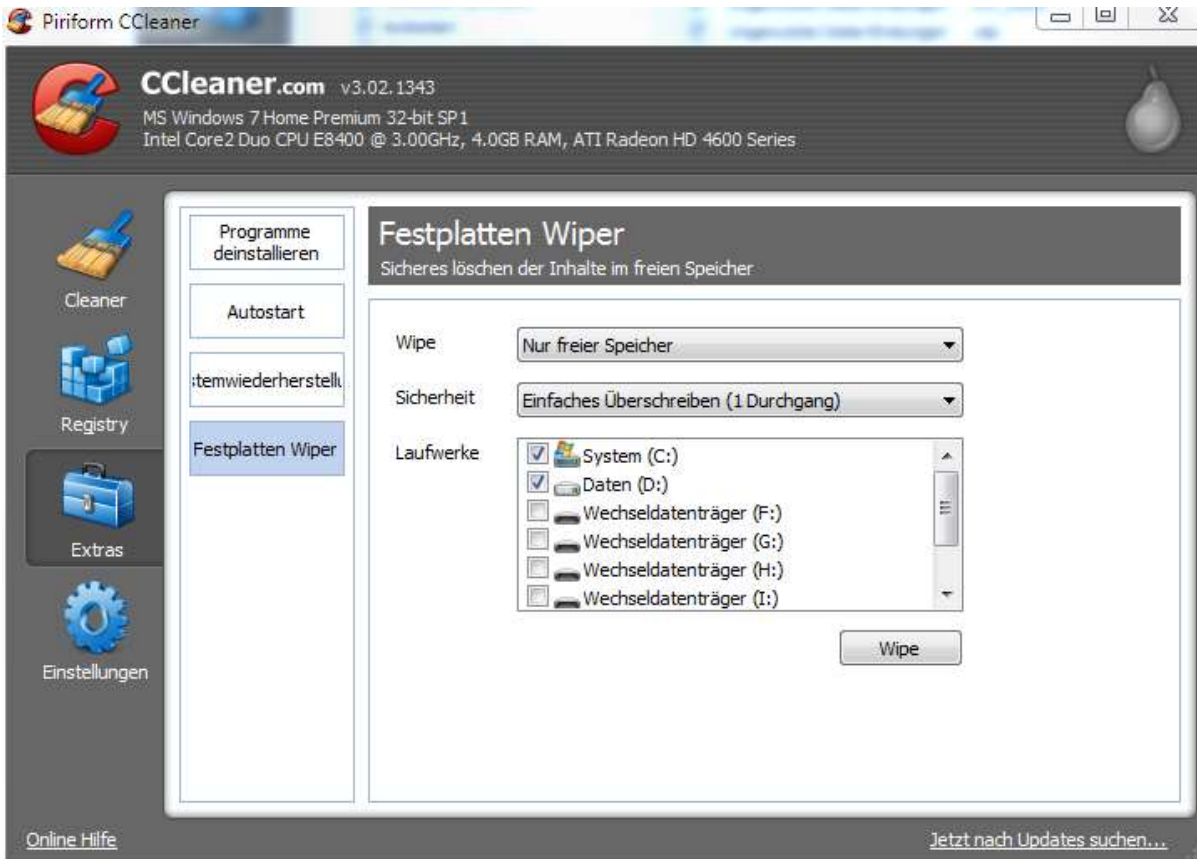 Piriform CCleaner
CCleaner.com v3.02.1343
MS Windows 7 Home Premium 32-bit SP1
Intel Core2 Duo CPU E8400 @ 3.00GHz, 4.0GB RAM, ATI Radeon HD 4600 Series
Cleaner
Registry
Extras
Einstellungen
Programme
deinstallieren
Autostart
stemwiederherstellu
Festplatten Wiper
Festplatten Wiper
Sicheres löschen der Inhalte im freien Speicher
Wipe
Nur freier Speicher
Sicherheit
Einfaches Überschreiben (1 Durchgang)
Laufwerke
System (C:)
Daten (D:)
Wechseldatenträger (F:)
Wechseldatenträger (G:)
Wechseldatenträger (H:)
Wechseldatenträger (I:)
Wipe
Online Hilfe
Jetzt nach Updates suchen...